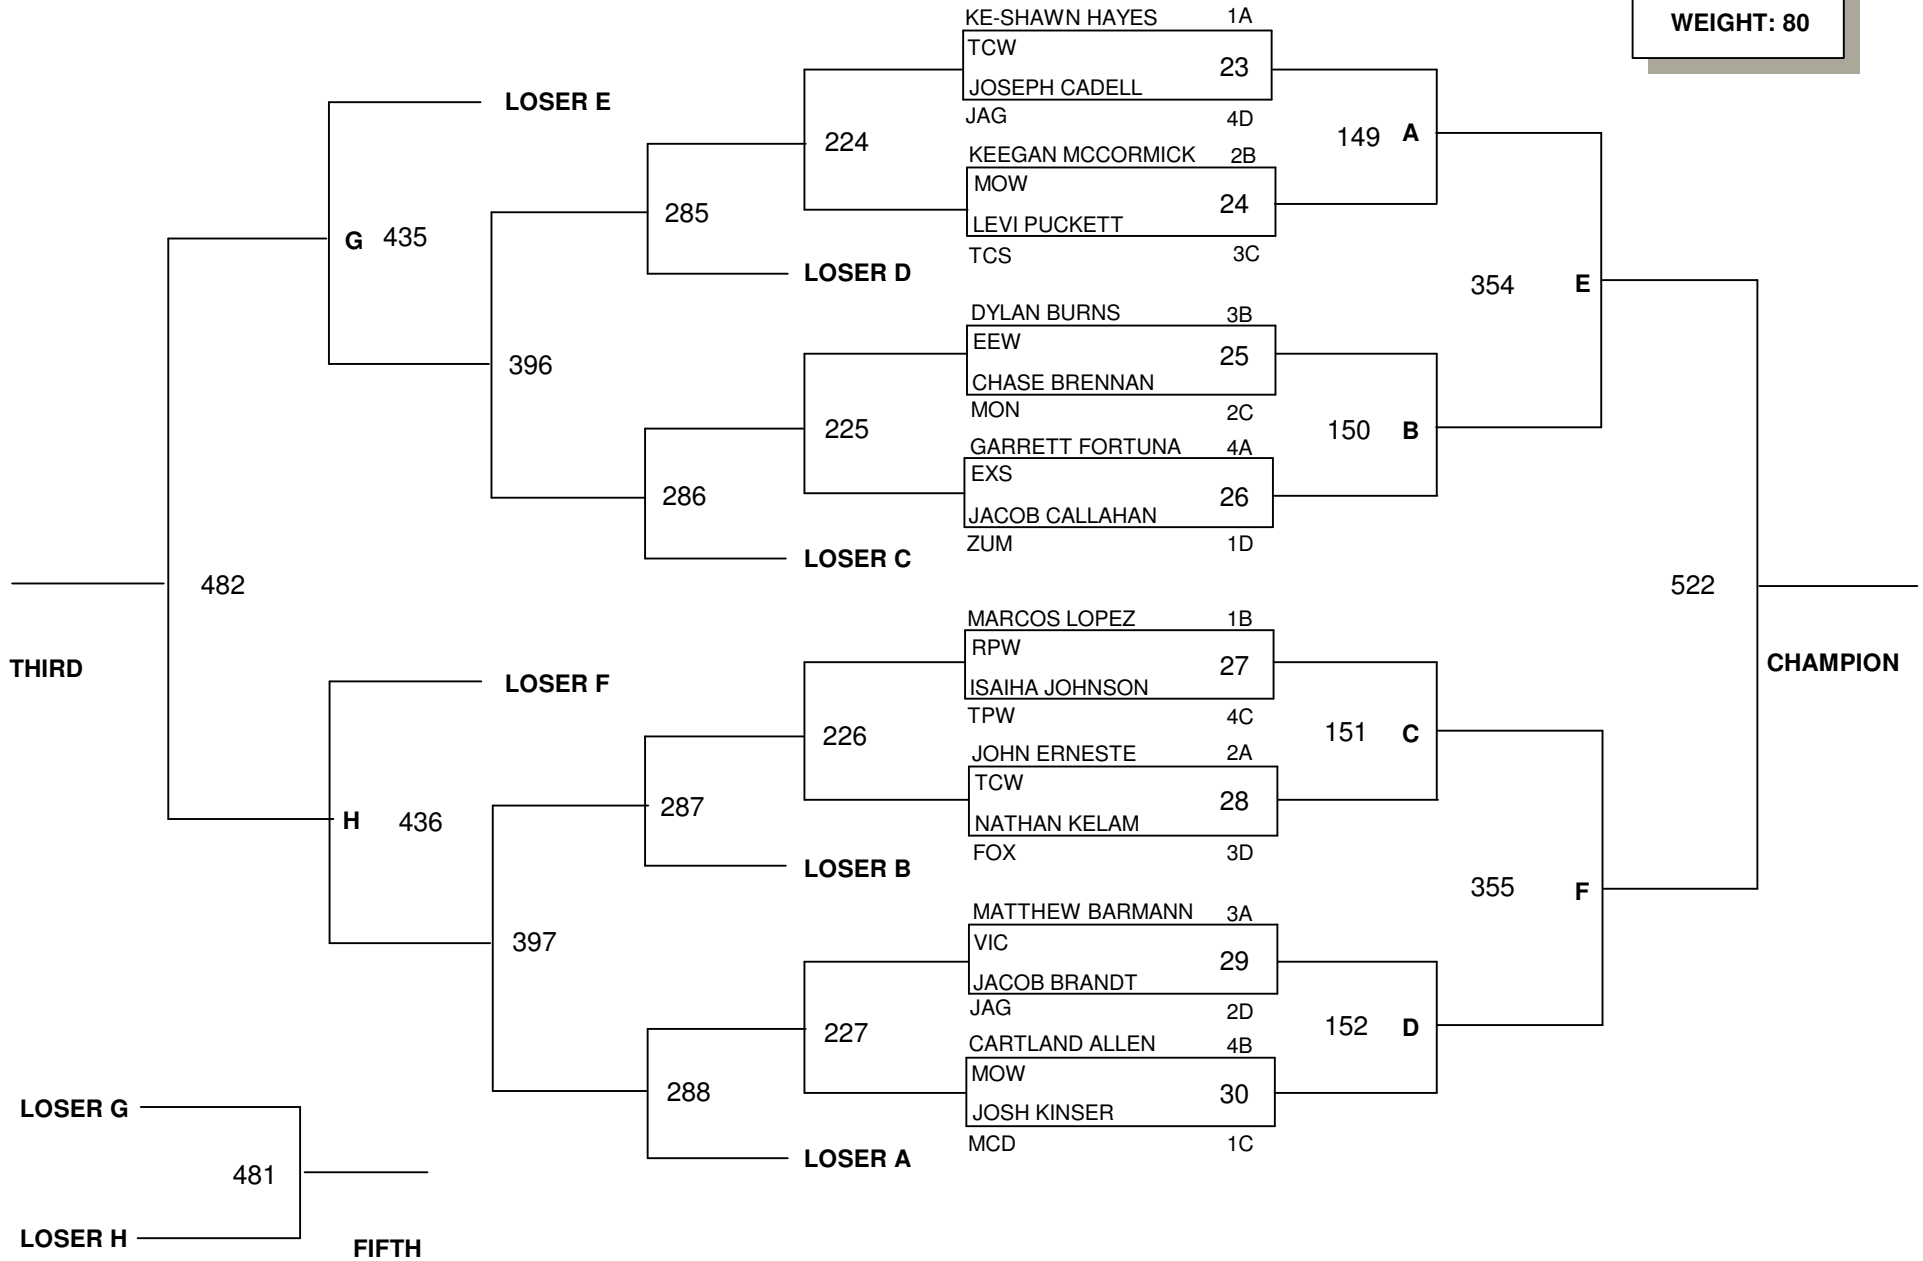 WEIGHT: 80
KE-SHAWN HAYES 1A
TCW
23
JOSEPH CADELL
JAG 4D
KEEGAN MCCORMICK 2B
MOW
24
LEVI PUCKETT
TCS 3C
DYLAN BURNS 3B
EEW
25
CHASE BRENNAN
MON 2C
GARRETT FORTUNA 4A
EXS
26
JACOB CALLAHAN
ZUM 1D
MARCOS LOPEZ 1B
RPW
27
ISAIHA JOHNSON
TPW 4C
JOHN ERNESTE 2A
TCW
28
NATHAN KELAM
FOX 3D
MATTHEW BARMANN 3A
VIC
29
JACOB BRANDT
JAG 2D
CARTLAND ALLEN 4B
MOW
30
JOSH KINSER
MCD 1C
149 A
150 B
151 C
152 D
354 E
355 F
522
CHAMPION
224
225
226
227
285
LOSER D
286
LOSER C
287
LOSER B
288
LOSER A
396
397
LOSER E
G 435
LOSER F
H 436
482
THIRD
LOSER G
481
LOSER H
FIFTH